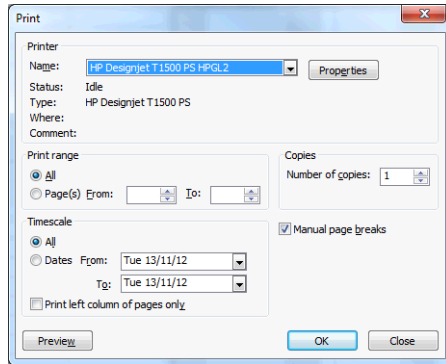 Print
Printer
Name: HP Designjet T1500 PS HPGL2 Properties
Status: Idle
Type: HP Designjet T1500 PS
Where:
Comment:
Print range
All
Page(s) From: To:
Copies
Number of copies: 1
Timescale
All
Dates From: Tue 13/11/12
To: Tue 13/11/12
Print left column of pages only
Manual page breaks
Preview OK Close